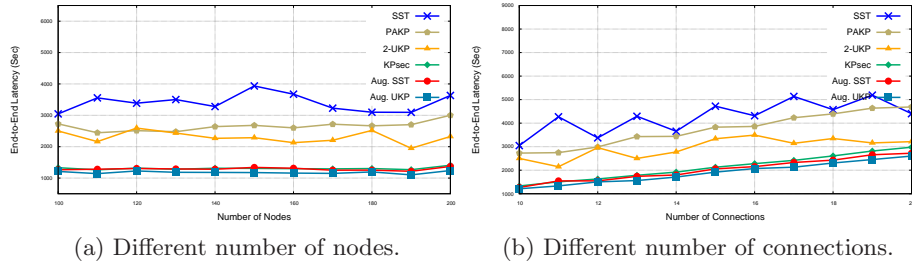 End-to-End Latency (Sec)
6000
5000
4000
3000
2000
1000
100
120
140
160
180
200
Number of Nodes
SST
PAKP
2-UKP
KPsec
Aug. SST
Aug. UKP
(a) Different number of nodes.
End-to-End Latency (Sec)
9000
8000
7000
6000
5000
4000
3000
2000
1000
10
12
14
16
18
Number of Connections
SST
PAKP
2-UKP
KPsec
Aug. SST
Aug. UKP
(b) Different number of connections.